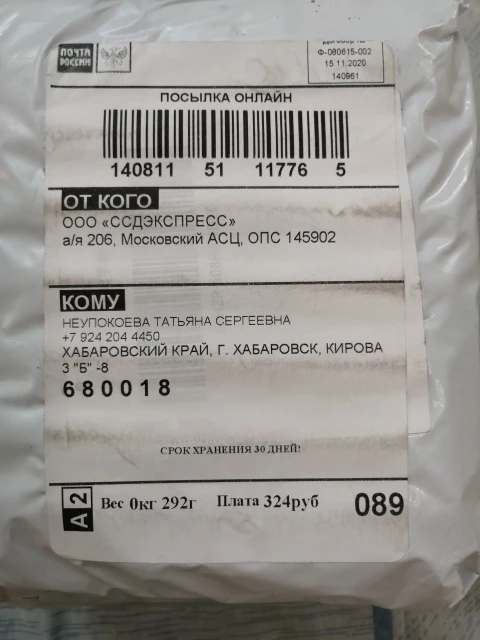 ПОЧТА
РОССИИ
Ф-080615-002
15.11.2020
140961
ПОСЫЛКА ОНЛАЙН
140811 51 11776 5
ОТ КОГО
ООО «ССДЭКСПРЕСС»
а/я 206, Московский АСЦ, ОПС 145902
КОМУ
НЕУПОКОЕВА ТАТЬЯНА СЕРГЕЕВНА
+7 924 204 4450
ХАБАРОВСКИЙ КРАЙ, Г. ХАБАРОВСК, КИРОВА
3 "Б" -8
680018
СРОК ХРАНЕНИЯ 30 ДНЕЙ!
А2 Вес 0кг 292г Плата 324руб 089